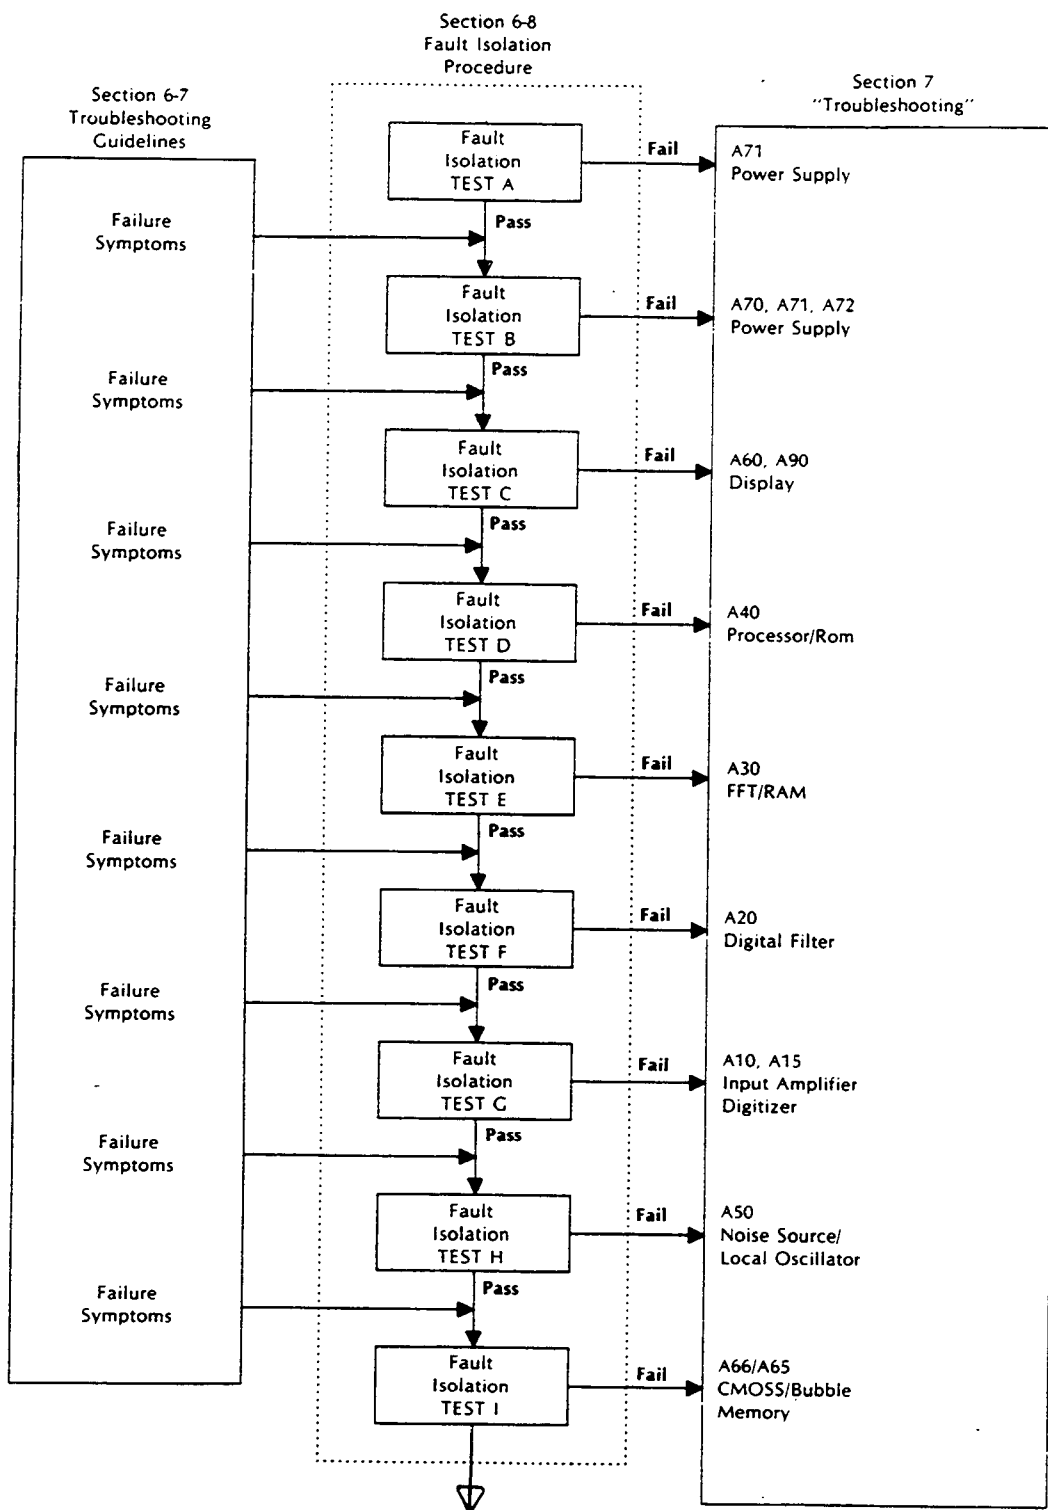 Section 6-8
Fault Isolation
Procedure
Section 6-7
Troubleshooting
Guidelines
Section 7
"Troubleshooting"
Fault
Isolation
TEST A
Fail
A71
Power Supply
Pass
Failure
Symptoms
Fault
Isolation
TEST B
Fail
A70, A71, A72
Power Supply
Pass
Failure
Symptoms
Fault
Isolation
TEST C
Fail
A60, A90
Display
Pass
Failure
Symptoms
Fault
Isolation
TEST D
Fail
A40
Processor/Rom
Pass
Failure
Symptoms
Fault
Isolation
TEST E
Fail
A30
FFT/RAM
Pass
Failure
Symptoms
Fault
Isolation
TEST F
Fail
A20
Digital Filter
Pass
Failure
Symptoms
Fault
Isolation
TEST G
Fail
A10, A15
Input Amplifier
Digitizer
Pass
Failure
Symptoms
Fault
Isolation
TEST H
Fail
A50
Noise Source/
Local Oscillator
Pass
Failure
Symptoms
Fault
Isolation
TEST I
Fail
A66/A65
CMOSS/Bubble
Memory